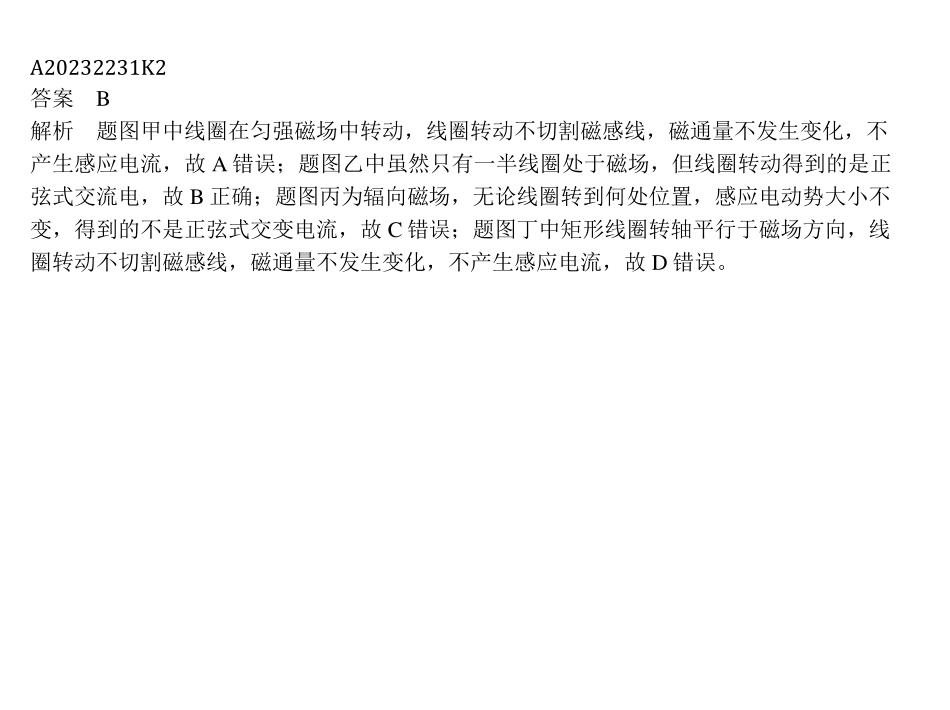 A20232231K2
答案　B
解析　题图甲中线圈在匀强磁场中转动，线圈转动不切割磁感线，磁通量不发生变化，不
产生感应电流，故 A 错误；题图乙中虽然只有一半线圈处于磁场，但线圈转动得到的是正
弦式交流电，故 B 正确；题图丙为辐向磁场，无论线圈转到何处位置，感应电动势大小不
变，得到的不是正弦式交变电流，故 C 错误；题图丁中矩形线圈转轴平行于磁场方向，线
圈转动不切割磁感线，磁通量不发生变化，不产生感应电流，故 D 错误。